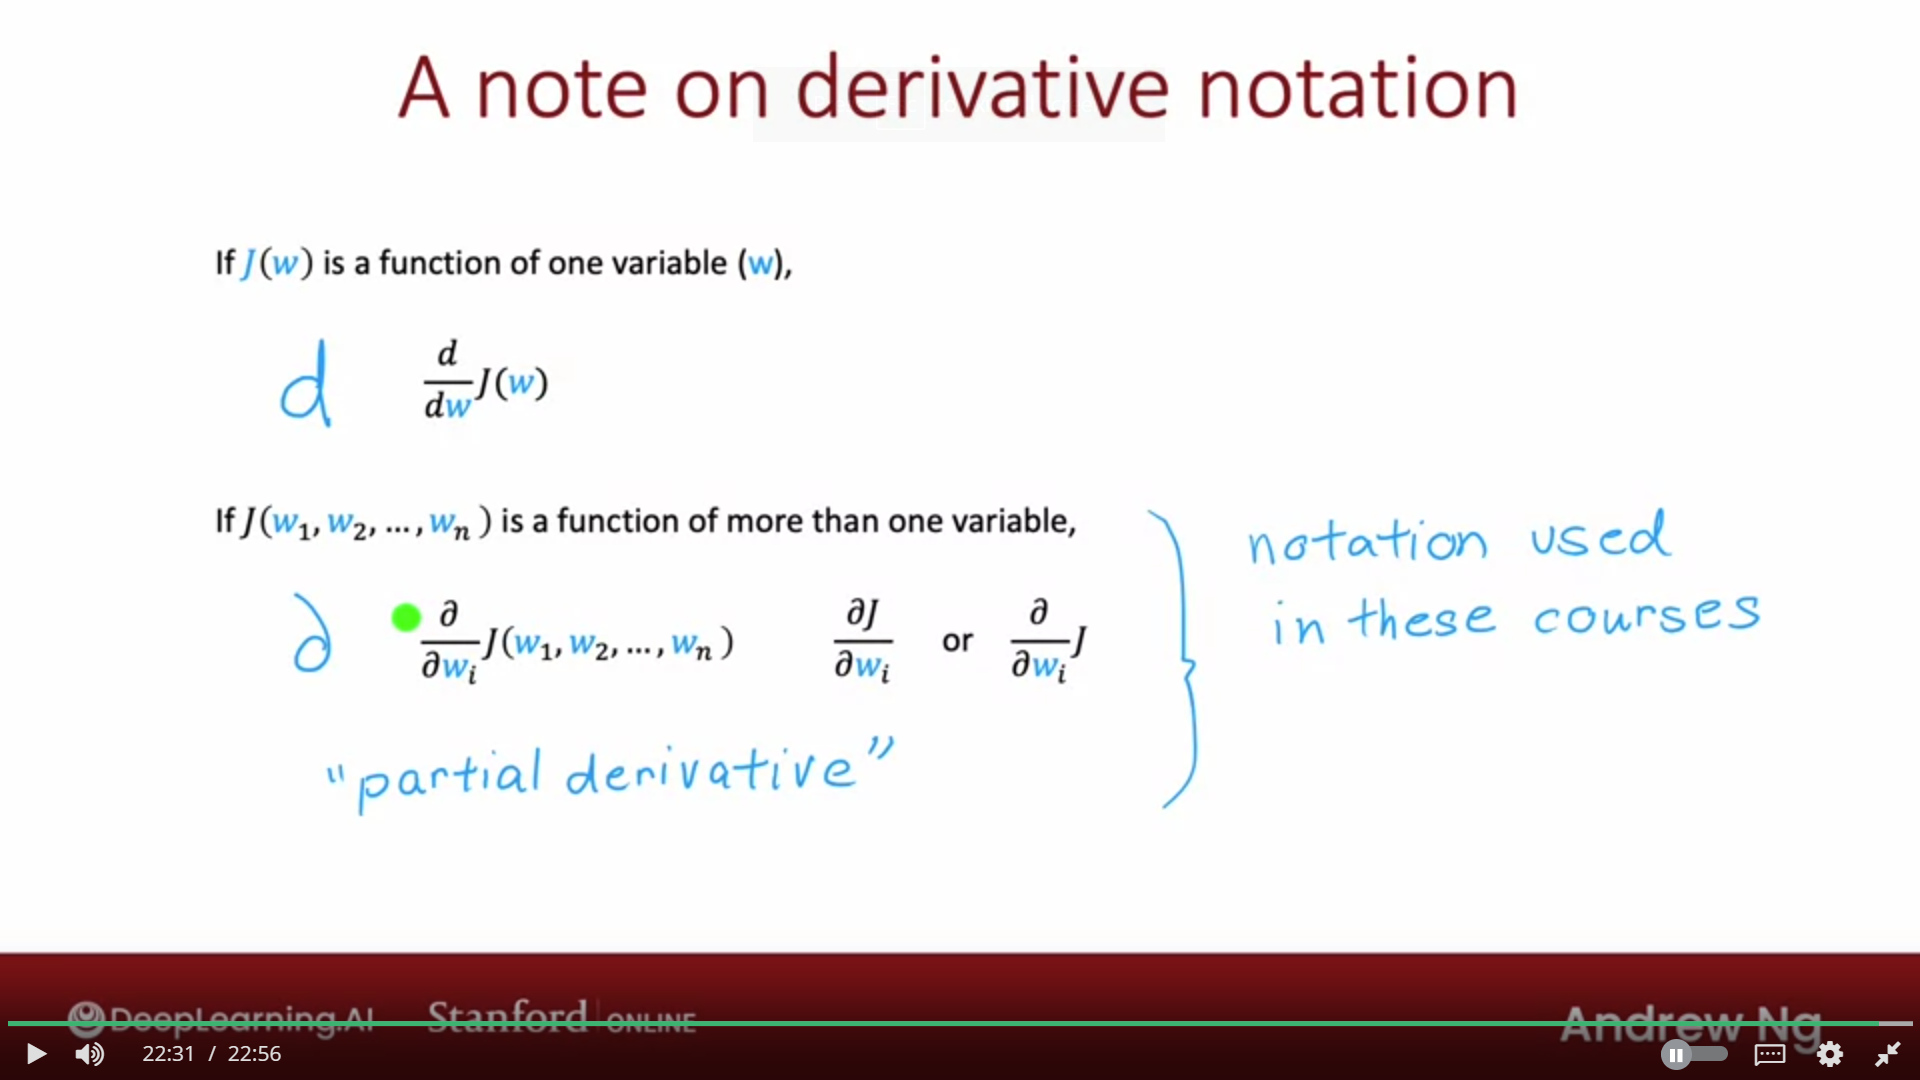 A note on derivative notation
If J(w) is a function of one variable (w),
d d/dw J(w)
If J(w₁, w₂, ..., wₙ) is a function of more than one variable,
∂ ∂/∂wᵢ J(w₁, w₂, ..., wₙ) ∂J/∂wᵢ or ∂/∂wᵢ J
notation used
in these courses
"partial derivative"
DeepLearning.AI Stanford ONLINE Andrew Ng
22:31 / 22:56